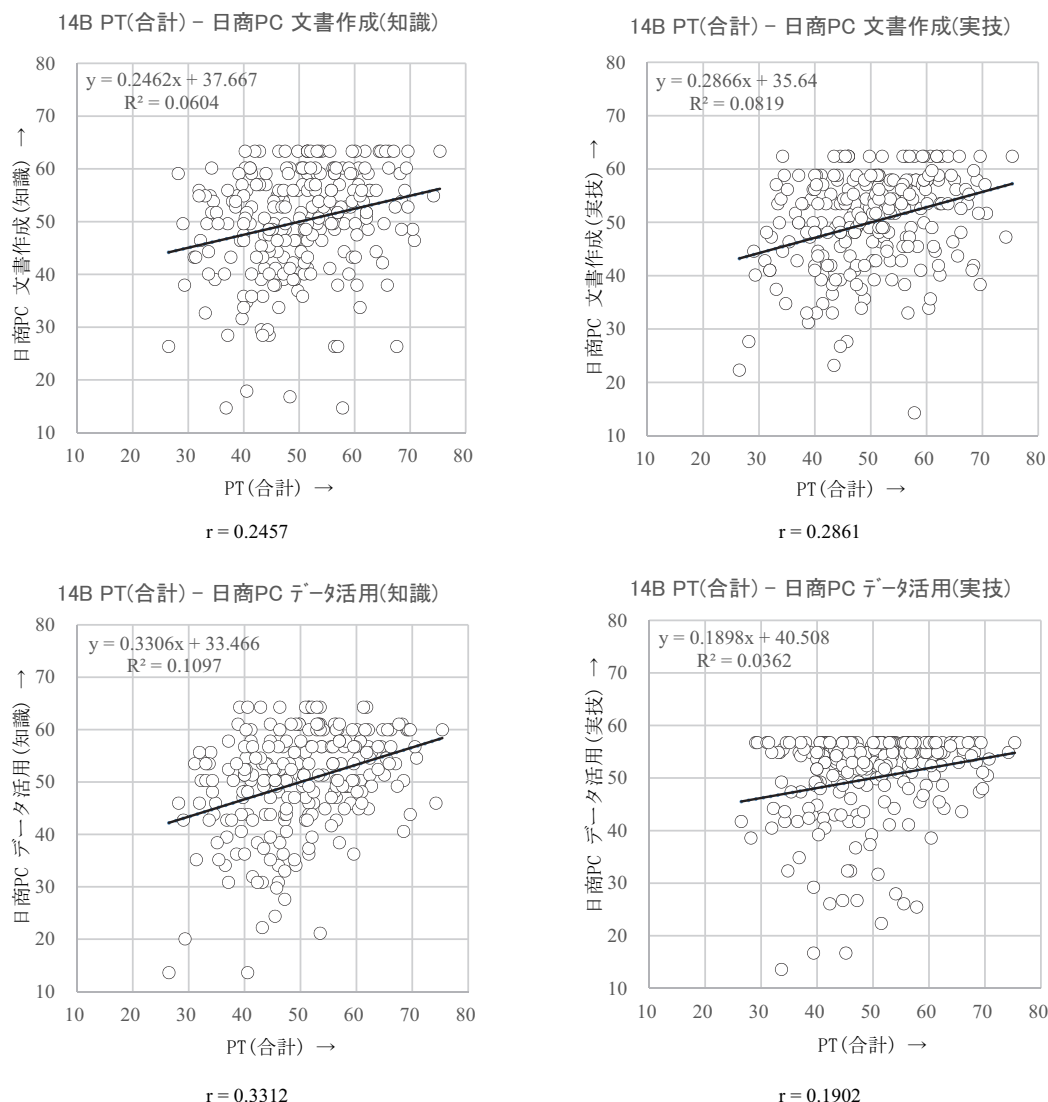 14B PT(合計) − 日商PC 文書作成(知識)
y = 0.2462x + 37.667
R² = 0.0604
日商PC 文書作成(知識) →
80
70
60
50
40
30
20
10
10 20 30 40 50 60 70 80
PT(合計) →
r = 0.2457
14B PT(合計) − 日商PC 文書作成(実技)
y = 0.2866x + 35.64
R² = 0.0819
日商PC 文書作成(実技) →
80
70
60
50
40
30
20
10
10 20 30 40 50 60 70 80
PT(合計) →
r = 0.2861
14B PT(合計) − 日商PC データ活用(知識)
y = 0.3306x + 33.466
R² = 0.1097
日商PC データ活用(知識) →
80
70
60
50
40
30
20
10
10 20 30 40 50 60 70 80
PT(合計) →
r = 0.3312
14B PT(合計) − 日商PC データ活用(実技)
y = 0.1898x + 40.508
R² = 0.0362
日商PC データ活用(実技) →
80
70
60
50
40
30
20
10
10 20 30 40 50 60 70 80
PT(合計) →
r = 0.1902